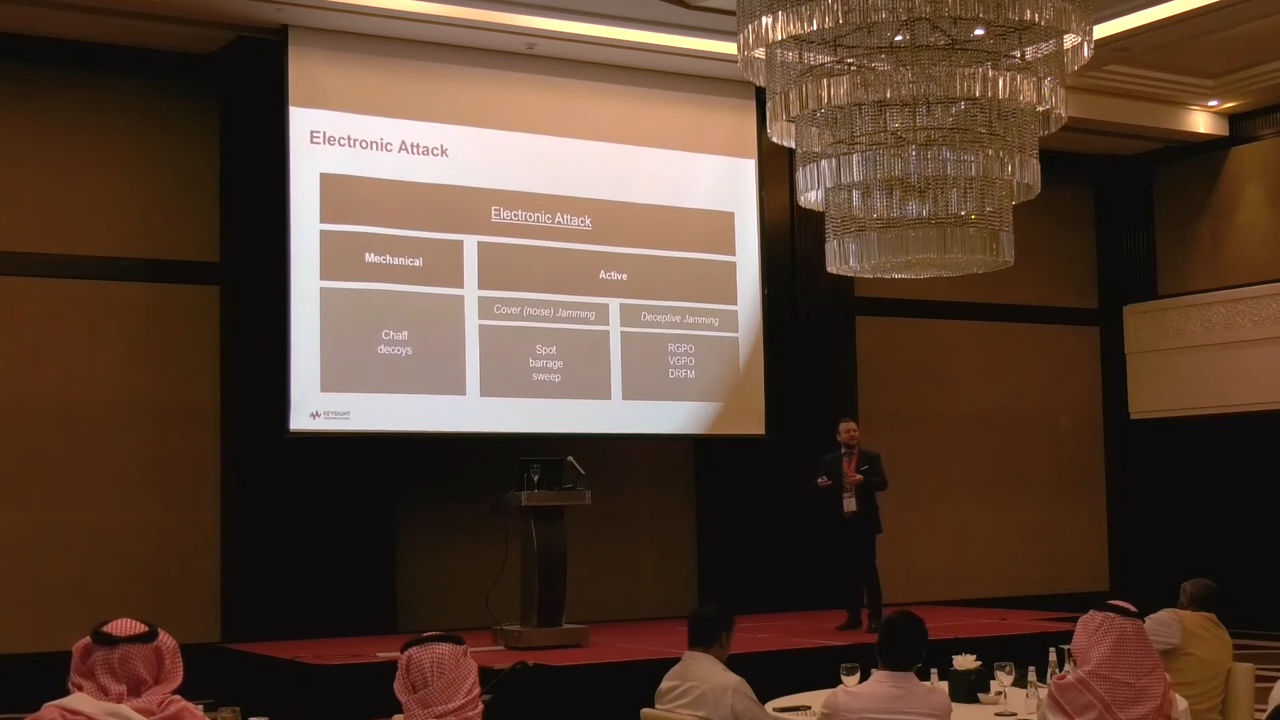 Electronic Attack
Electronic Attack
Mechanical
Active
Cover (noise) Jamming
Deceptive Jamming
Chaff
decoys
Spot
barrage
sweep
RGPO
VGPO
DRFM
KEYSIGHT
TECHNOLOGIES